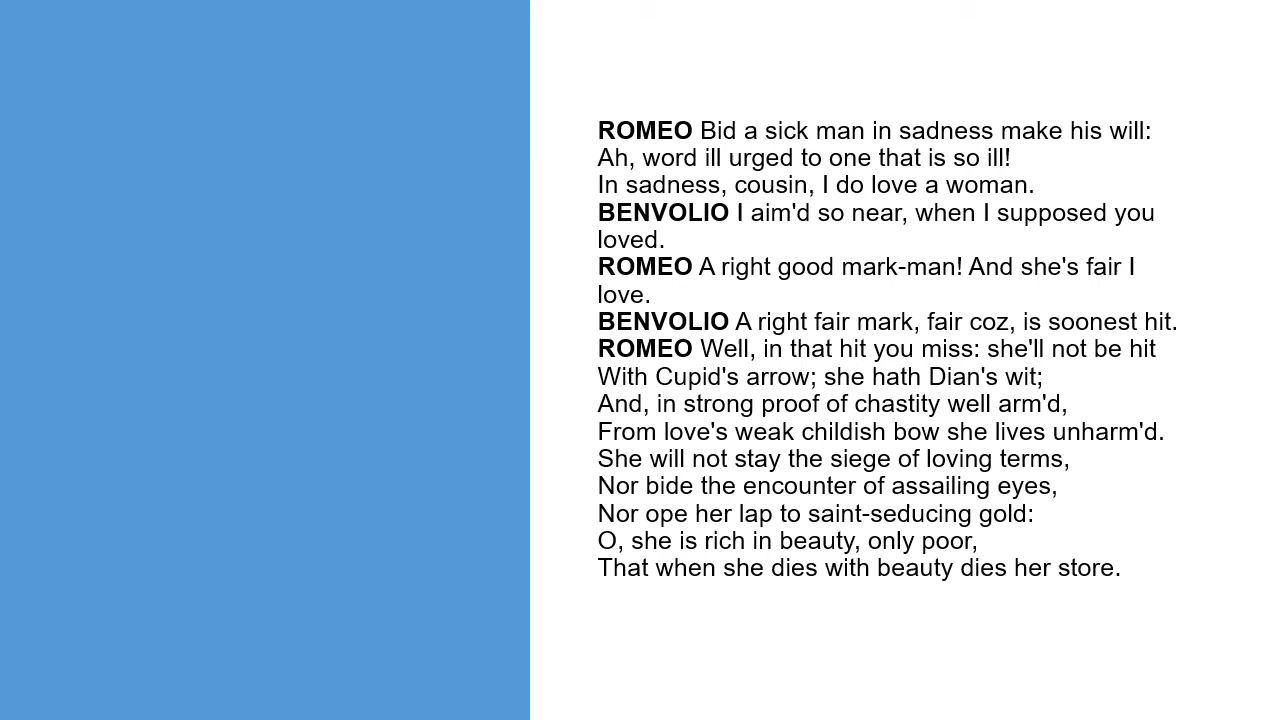 ROMEO Bid a sick man in sadness make his will:
Ah, word ill urged to one that is so ill!
In sadness, cousin, I do love a woman.
BENVOLIO I aim'd so near, when I supposed you
loved.
ROMEO A right good mark-man! And she's fair I
love.
BENVOLIO A right fair mark, fair coz, is soonest hit.
ROMEO Well, in that hit you miss: she'll not be hit
With Cupid's arrow; she hath Dian's wit;
And, in strong proof of chastity well arm'd,
From love's weak childish bow she lives unharm'd.
She will not stay the siege of loving terms,
Nor bide the encounter of assailing eyes,
Nor ope her lap to saint-seducing gold:
O, she is rich in beauty, only poor,
That when she dies with beauty dies her store.